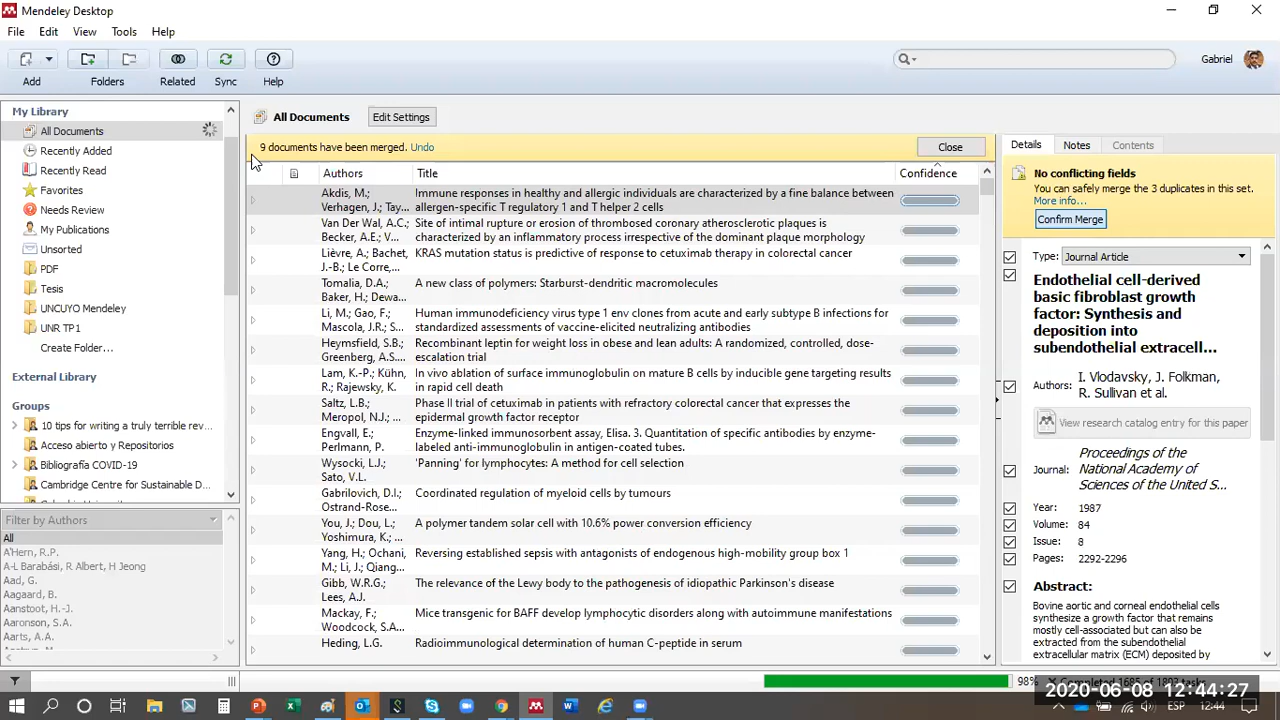 Mendeley Desktop
File Edit View Tools Help
Gabriel
Add Folders Related Sync Help
My Library
All Documents
Recently Added
Recently Read
Favorites
Needs Review
My Publications
Unsorted
PDF
Tesis
UNCUYO Mendeley
UNR TP1
Create Folder...
External Library
Groups
10 tips for writing a truly terrible rev...
Acceso abierto y Repositorios
Bibliografía COVID-19
Cambridge Centre for Sustainable D...
Filter by Authors
All
A'Hern, R.P.
A-L Barabási, R Albert, H Jeong
Aad, G.
Aagaard, B.
Aanstoot, H.-J.
Aaronson, S.A.
Aarts, A.A.
All Documents Edit Settings
9 documents have been merged. Undo Close
Authors Title Confidence
Akdis, M.; Immune responses in healthy and allergic individuals are characterized by a fine balance between
Verhagen, J.; Tay... allergen-specific T regulatory 1 and T helper 2 cells
Van Der Wal, A.C.; Site of intimal rupture or erosion of thrombosed coronary atherosclerotic plaques is
Becker, A.E.; V... characterized by an inflammatory process irrespective of the dominant plaque morphology
Lièvre, A.; Bachet, KRAS mutation status is predictive of response to cetuximab therapy in colorectal cancer
J.-B.; Le Corre,...
Tomalia, D.A.; A new class of polymers: Starburst-dendritic macromolecules
Baker, H.; Dewa...
Li, M.; Gao, F.; Human immunodeficiency virus type 1 env clones from acute and early subtype B infections for
Mascola, J.R.; S... standardized assessments of vaccine-elicited neutralizing antibodies
Heymsfield, S.B.; Recombinant leptin for weight loss in obese and lean adults: A randomized, controlled, dose-
Greenberg, A.S.... escalation trial
Lam, K.-P.; Kühn, In vivo ablation of surface immunoglobulin on mature B cells by inducible gene targeting results
R.; Rajewsky, K. in rapid cell death
Saltz, L.B.; Phase II trial of cetuximab in patients with refractory colorectal cancer that expresses the
Meropol, N.J.; ... epidermal growth factor receptor
Engvall, E.; Enzyme-linked immunosorbent assay, Elisa. 3. Quantitation of specific antibodies by enzyme-
Perlmann, P. labeled anti-immunoglobulin in antigen-coated tubes.
Wysocki, L.J.; 'Panning' for lymphocytes: A method for cell selection
Sato, V.L.
Gabrilovich, D.I.; Coordinated regulation of myeloid cells by tumours
Ostrand-Rose...
You, J.; Dou, L.; A polymer tandem solar cell with 10.6% power conversion efficiency
Yoshimura, K.; ...
Yang, H.; Ochani, Reversing established sepsis with antagonists of endogenous high-mobility group box 1
M.; Li, J.; Qiang...
Gibb, W.R.G.; The relevance of the Lewy body to the pathogenesis of idiopathic Parkinson's disease
Lees, A.J.
Mackay, F.; Mice transgenic for BAFF develop lymphocytic disorders along with autoimmune manifestations
Woodcock, S.A...
Heding, L.G. Radioimmunological determination of human C-peptide in serum
Details Notes Contents
No conflicting fields
You can safely merge the 3 duplicates in this set.
More info...
Confirm Merge
Type: Journal Article
Endothelial cell-derived
basic fibroblast growth
factor: Synthesis and
deposition into
subendothelial extracell...
Authors: I. Vlodavsky, J. Folkman,
R. Sullivan et al.
View research catalog entry for this paper
Journal: Proceedings of the
National Academy of
Sciences of the United S...
Year: 1987
Volume: 84
Issue: 8
Pages: 2292-2296
Abstract:
Bovine aortic and corneal endothelial cells
synthesize a growth factor that remains
mostly cell-associated but can also be
extracted from the subendothelial
extracellular matrix (ECM) deposited by
98%
2020-06-08 12:44:27
ESP 12:44